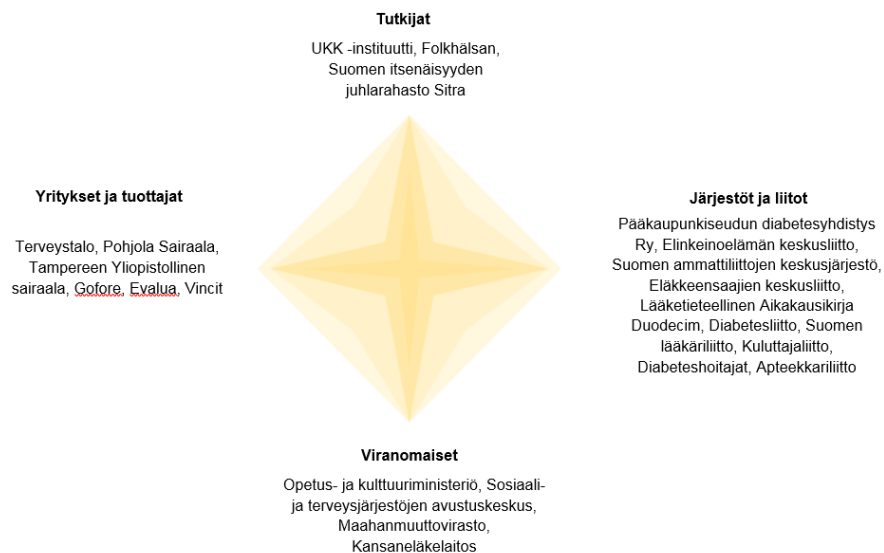 Tutkijat
UKK -instituutti, Folkhälsan,
Suomen itsenäisyyden
juhlarahasto Sitra
Yritykset ja tuottajat
Terveystalo, Pohjola Sairaala,
Tampereen Yliopistollinen
sairaala, Gofore, Evalua, Vincit
Järjestöt ja liitot
Pääkaupunkiseudun diabetesyhdistys
Ry, Elinkeinoelämän keskusliitto,
Suomen ammattiliittojen keskusjärjestö,
Eläkkeensaajien keskusliitto,
Lääketieteellinen Aikakausikirja
Duodecim, Diabetesliitto, Suomen
lääkäriliitto, Kuluttajaliitto,
Diabeteshoitajat, Apteekkariliitto
Viranomaiset
Opetus- ja kulttuuriministeriö, Sosiaali-
ja terveysjärjestöjen avustuskeskus,
Maahanmuuttovirasto,
Kansaneläkelaitos